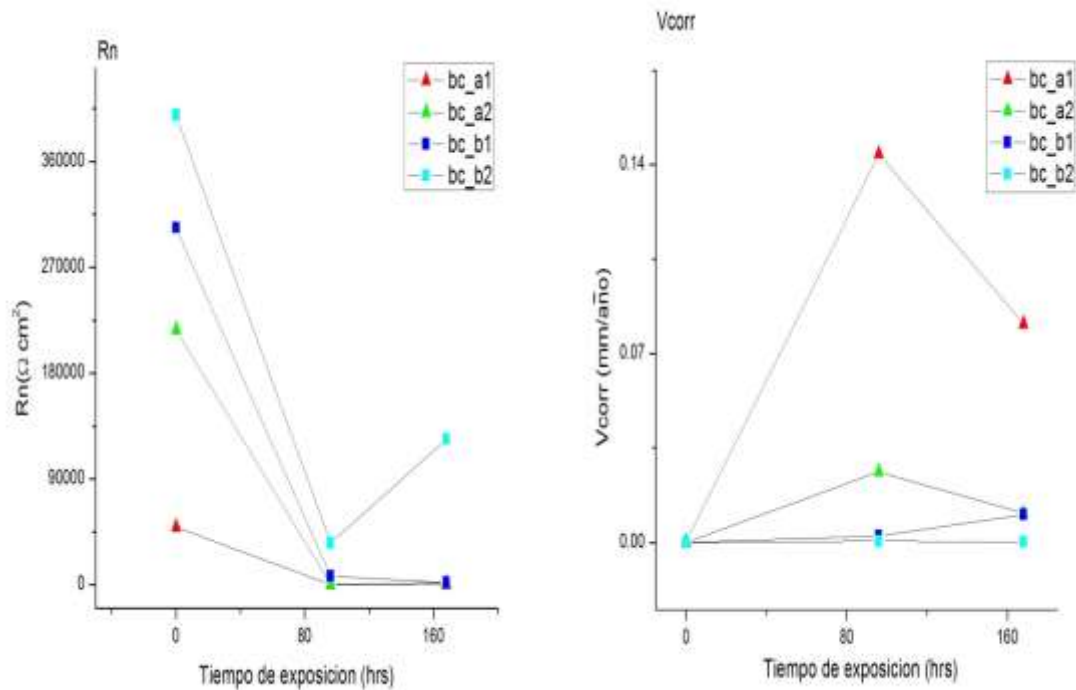 Rn
bc_a1
bc_a2
bc_b1
bc_b2
Rn(Ω cm²)
360000
270000
180000
90000
0
0
80
160
Tiempo de exposicion (hrs)
Vcorr
bc_a1
bc_a2
bc_b1
bc_b2
Vcorr (mm/año)
0.14
0.07
0.00
0
80
160
Tiempo de exposicion (hrs)